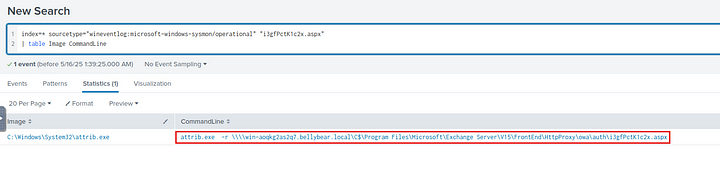 New Search
1 index=* sourcetype="wineventlog:microsoft-windows-sysmon/operational" "i3gfPctK1c2x.aspx"
2 | table Image CommandLine
✓ 1 event (before 5/16/25 1:39:25.000 AM) No Event Sampling
Events Patterns Statistics (1) Visualization
20 Per Page Format Preview
Image CommandLine
C:\Windows\System32\attrib.exe attrib.exe -r \\\\win-aoqkg2as2q7.bellybear.local\C$\Program Files\Microsoft\Exchange Server\V15\FrontEnd\HttpProxy\owa\auth\i3gfPctK1c2x.aspx